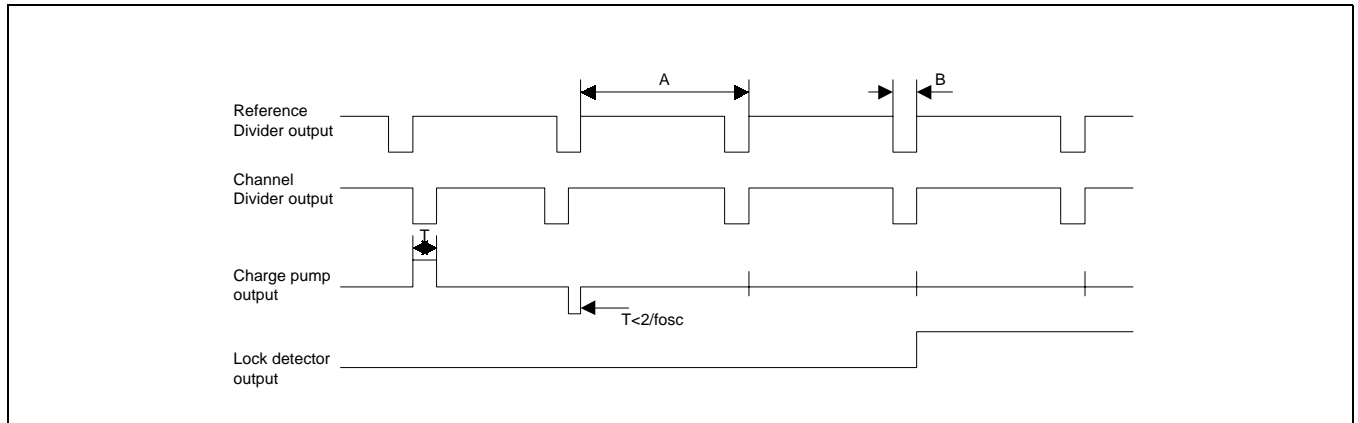 A
B
Reference
Divider output
Channel
Divider output
T
Charge pump
output
T<2/fosc
Lock detector
output